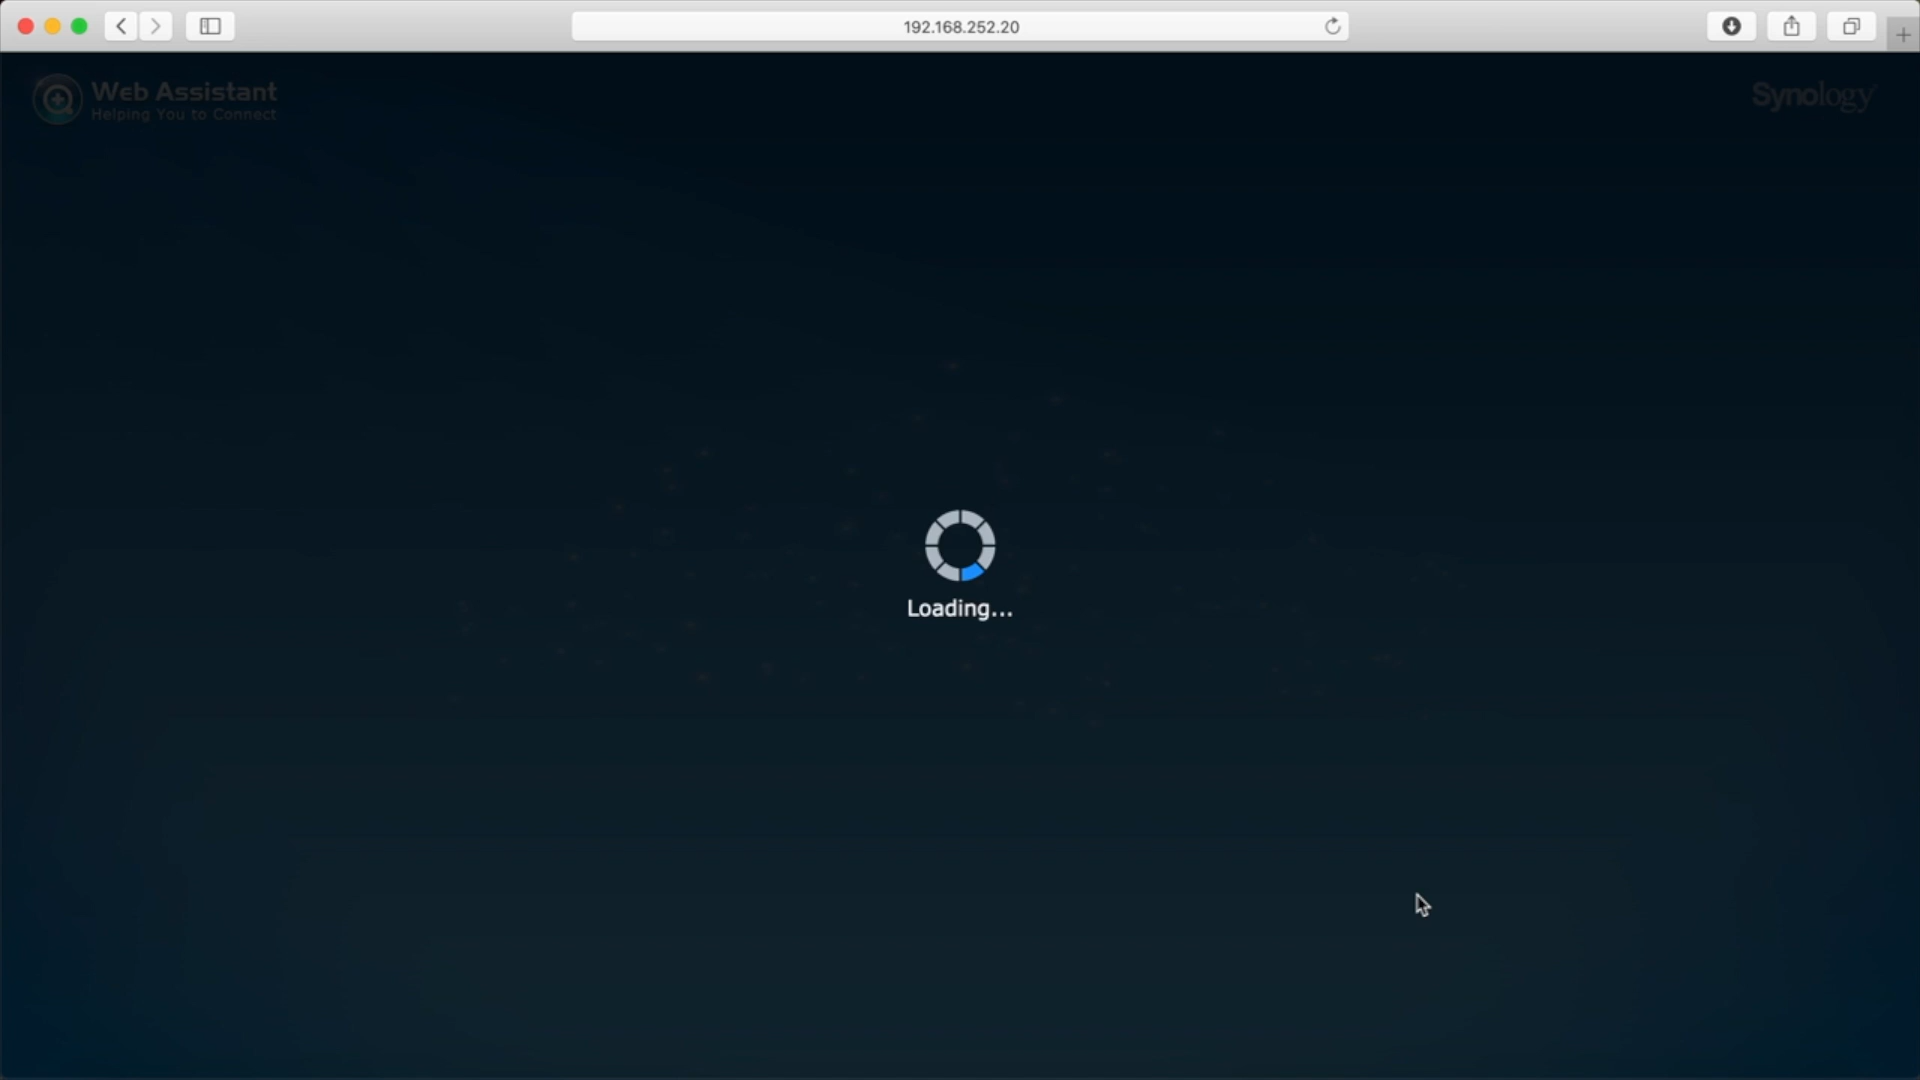 192.168.252.20
Web Assistant
Helping You to Connect
Synology
Loading...